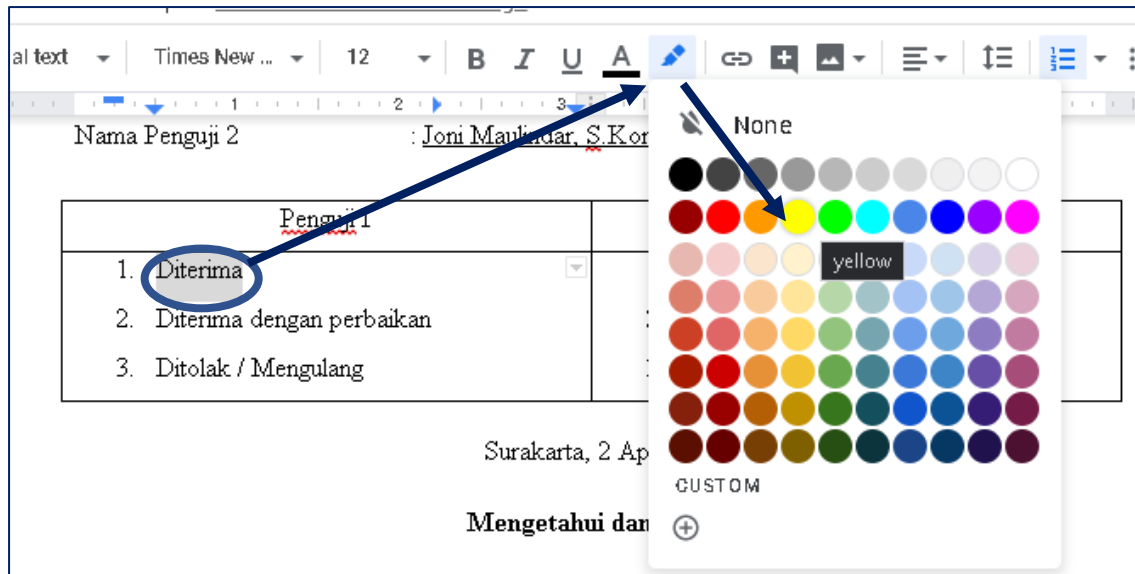 al text Times New ... 12 B I U A
1 2 3
Nama Penguji 2 : Joni Maulindar, S.Kor
None
Penguji 1
yellow
1. Diterima
2. Diterima dengan perbaikan
3. Ditolak / Mengulang
Surakarta, 2 Ap
CUSTOM
Mengetahui dan